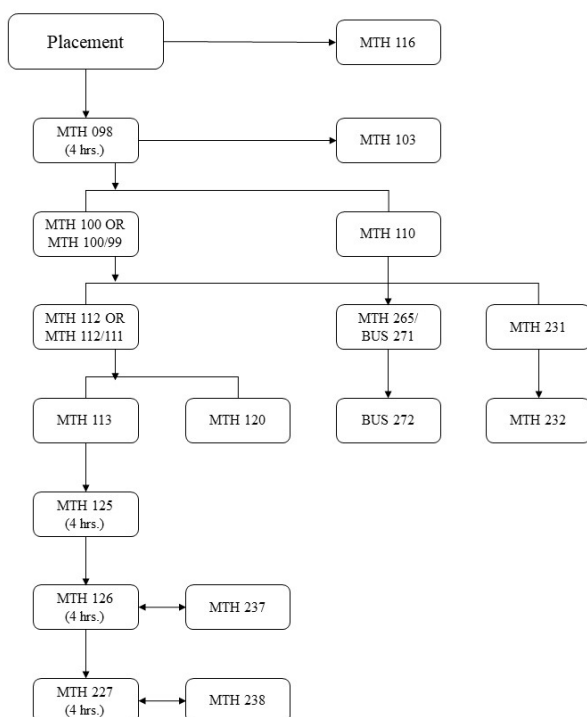 Placement
MTH 116
MTH 098
(4 hrs.)
MTH 103
MTH 100 OR
MTH 100/99
MTH 110
MTH 112 OR
MTH 112/111
MTH 265/
BUS 271
MTH 231
MTH 113
MTH 120
BUS 272
MTH 232
MTH 125
(4 hrs.)
MTH 126
(4 hrs.)
MTH 237
MTH 227
(4 hrs.)
MTH 238